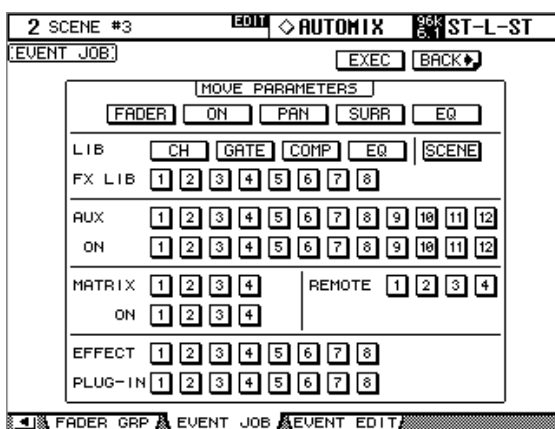 2 SCENE #3 EDIT ◇AUTOMIX 96K 6.1 ST-L-ST
EVENT JOB EXEC BACK
MOVE PARAMETERS
FADER ON PAN SURR EQ
LIB CH GATE COMP EQ SCENE
FX LIB 1 2 3 4 5 6 7 8
AUX 1 2 3 4 5 6 7 8 9 10 11 12
ON 1 2 3 4 5 6 7 8 9 10 11 12
MATRIX 1 2 3 4 REMOTE 1 2 3 4
ON 1 2 3 4
EFFECT 1 2 3 4 5 6 7 8
PLUG-IN 1 2 3 4 5 6 7 8
FADER GRP EVENT JOB EVENT EDIT